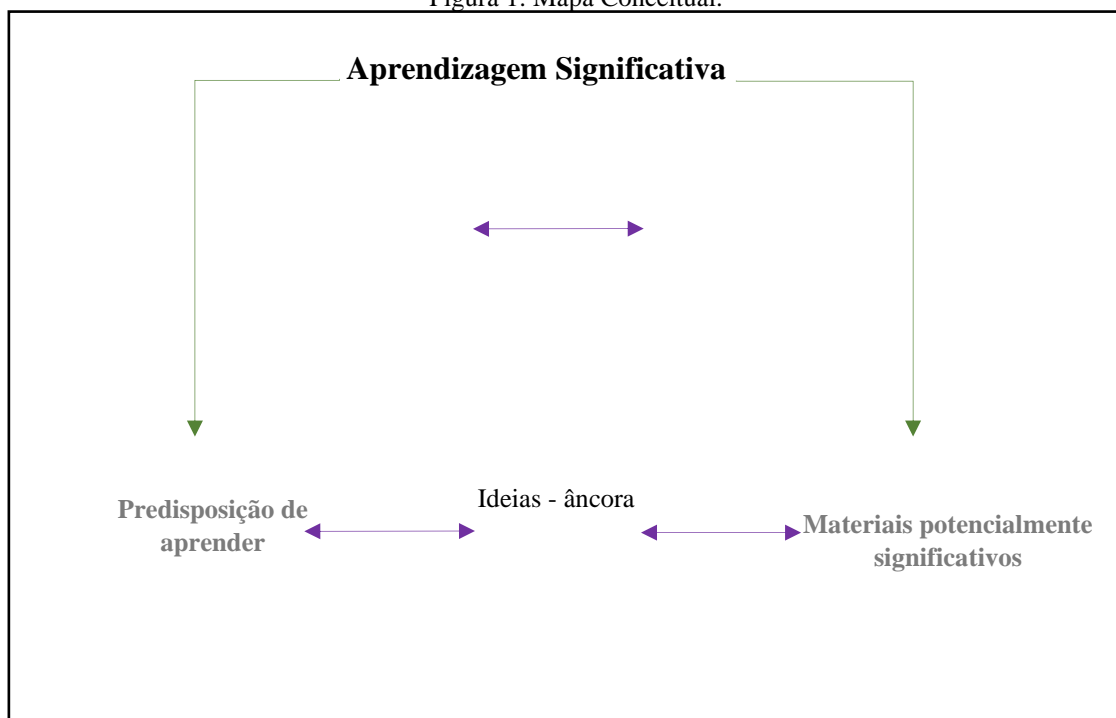 Figura 1: Mapa Conceitual.
Aprendizagem Significativa
Predisposição de
aprender
Ideias - âncora
Materiais potencialmente
significativos